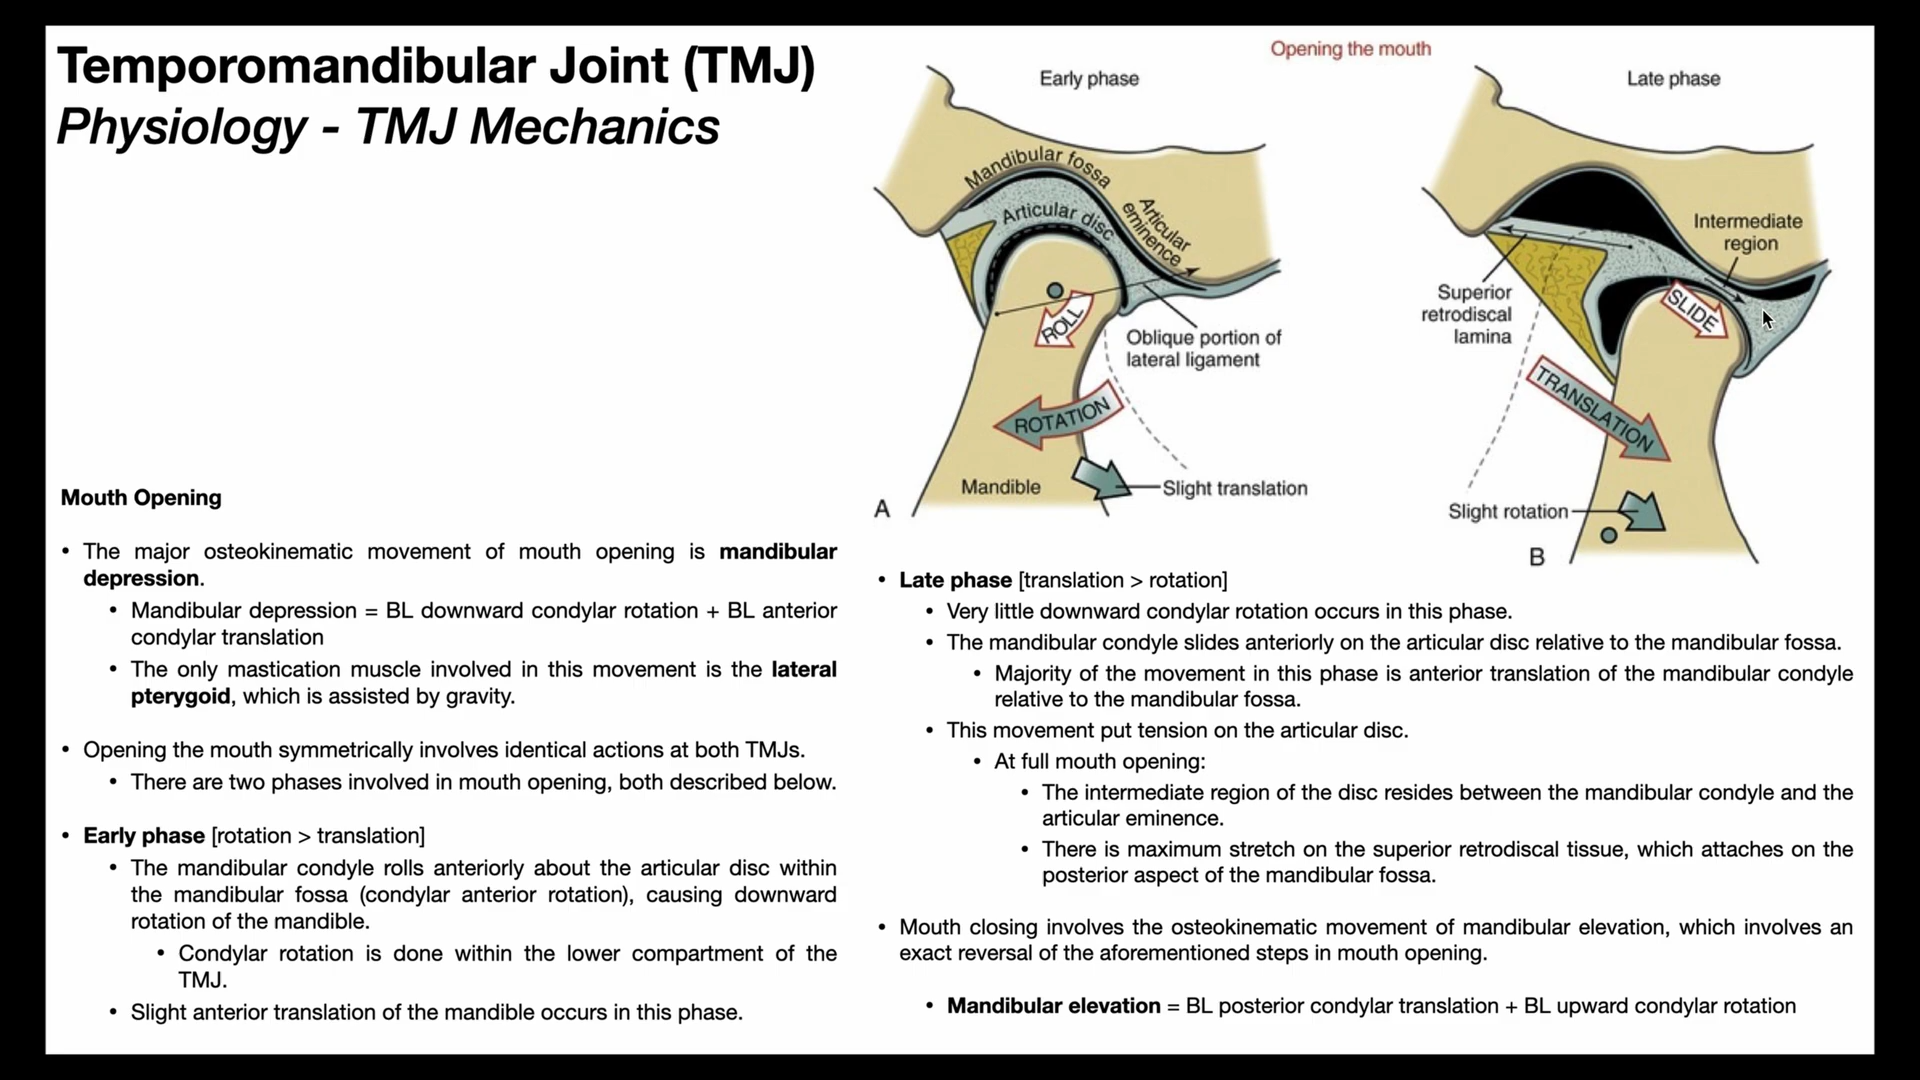 Temporomandibular Joint (TMJ)
Physiology - TMJ Mechanics
Opening the mouth
Early phase
Mandibular fossa
Articular disc
Articular
eminence
ROLL
Oblique portion of
lateral ligament
ROTATION
Mandible
Slight translation
A
Late phase
Intermediate
region
Superior
retrodiscal
lamina
SLIDE
TRANSLATION
Slight rotation
B
Mouth Opening
• The major osteokinematic movement of mouth opening is mandibular
depression.
• Mandibular depression = BL downward condylar rotation + BL anterior
condylar translation
• The only mastication muscle involved in this movement is the lateral
pterygoid, which is assisted by gravity.
• Opening the mouth symmetrically involves identical actions at both TMJs.
• There are two phases involved in mouth opening, both described below.
• Early phase [rotation > translation]
• The mandibular condyle rolls anteriorly about the articular disc within
the mandibular fossa (condylar anterior rotation), causing downward
rotation of the mandible.
• Condylar rotation is done within the lower compartment of the
TMJ.
• Slight anterior translation of the mandible occurs in this phase.
• Late phase [translation > rotation]
• Very little downward condylar rotation occurs in this phase.
• The mandibular condyle slides anteriorly on the articular disc relative to the mandibular fossa.
• Majority of the movement in this phase is anterior translation of the mandibular condyle
relative to the mandibular fossa.
• This movement put tension on the articular disc.
• At full mouth opening:
• The intermediate region of the disc resides between the mandibular condyle and the
articular eminence.
• There is maximum stretch on the superior retrodiscal tissue, which attaches on the
posterior aspect of the mandibular fossa.
• Mouth closing involves the osteokinematic movement of mandibular elevation, which involves an
exact reversal of the aforementioned steps in mouth opening.
• Mandibular elevation = BL posterior condylar translation + BL upward condylar rotation